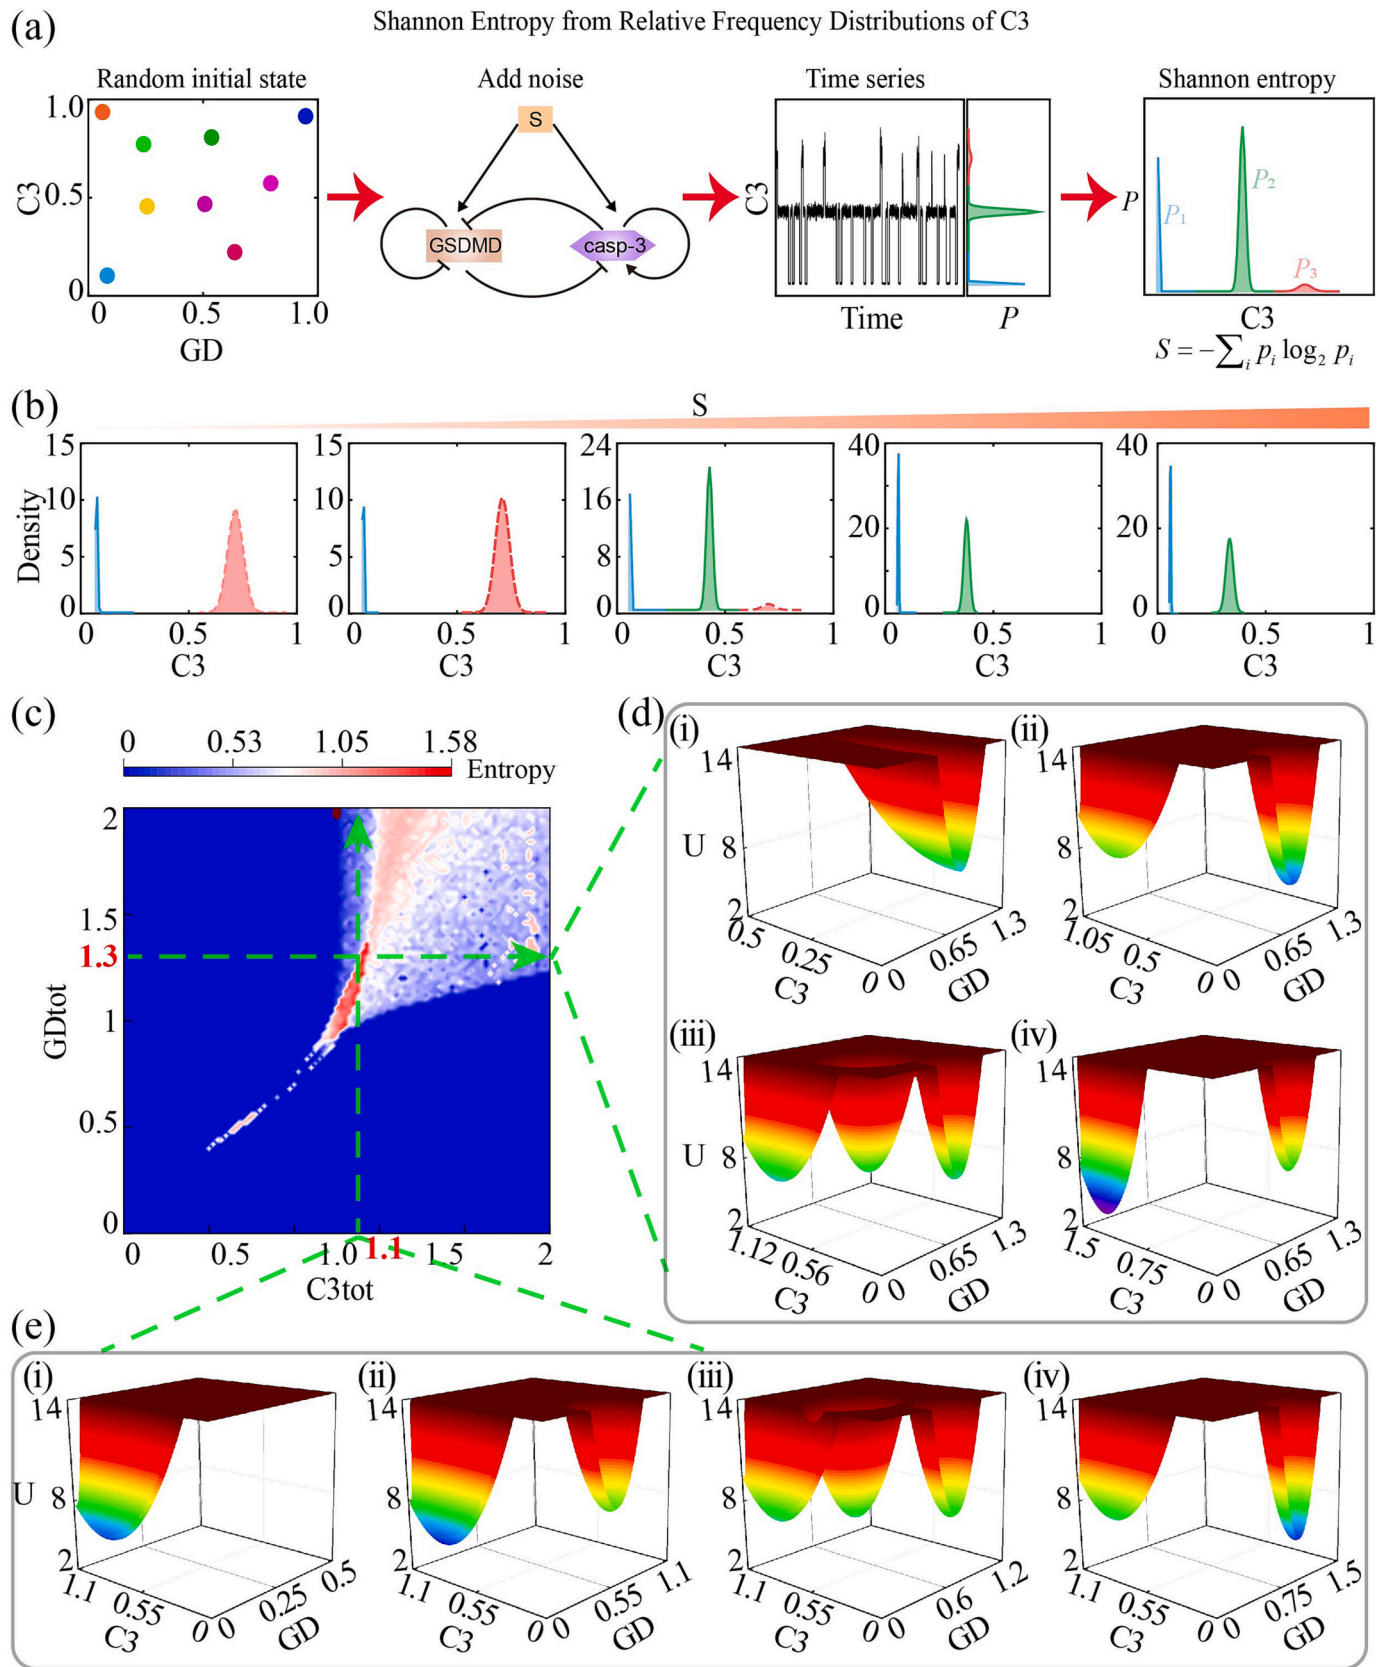 (a)
Shannon Entropy from Relative Frequency Distributions of C3
Random initial state
Add noise
Time series
Shannon entropy
1.0
0.5
0
C3
0 0.5 1.0
GD
S
GSDMD
casp-3
C3
Time
P
P
P1
P2
P3
C3
S = −∑i pi log2 pi
(b)
S
Density
15
10
5
0
0 0.5 1
C3
15
10
5
0
0 0.5 1
C3
24
16
8
0
0 0.5 1
C3
40
20
0
0 0.5 1
C3
40
20
0
0 0.5 1
C3
(c)
0 0.53 1.05 1.58
Entropy
2
1.5
1.3
1
0.5
0
GDtot
0 0.5 1.0 1.1 1.5 2
C3tot
(d)
(i)
14
8
2
U
0.5 0.25 0
C3
0 0.65 1.3
GD
(ii)
14
8
2
1.05 0.5 0
C3
0 0.65 1.3
GD
(iii)
14
8
2
U
1.12 0.56 0
C3
0 0.65 1.3
GD
(iv)
14
8
2
1.5 0.75 0
C3
0 0.65 1.3
GD
(e)
(i)
14
8
2
U
1.1 0.55 0
C3
0 0.25 0.5
GD
(ii)
14
8
2
1.1 0.55 0
C3
0 0.55 1.1
GD
(iii)
14
8
2
1.1 0.55 0
C3
0 0.6 1.2
GD
(iv)
14
8
2
1.1 0.55 0
C3
0 0.75 1.5
GD